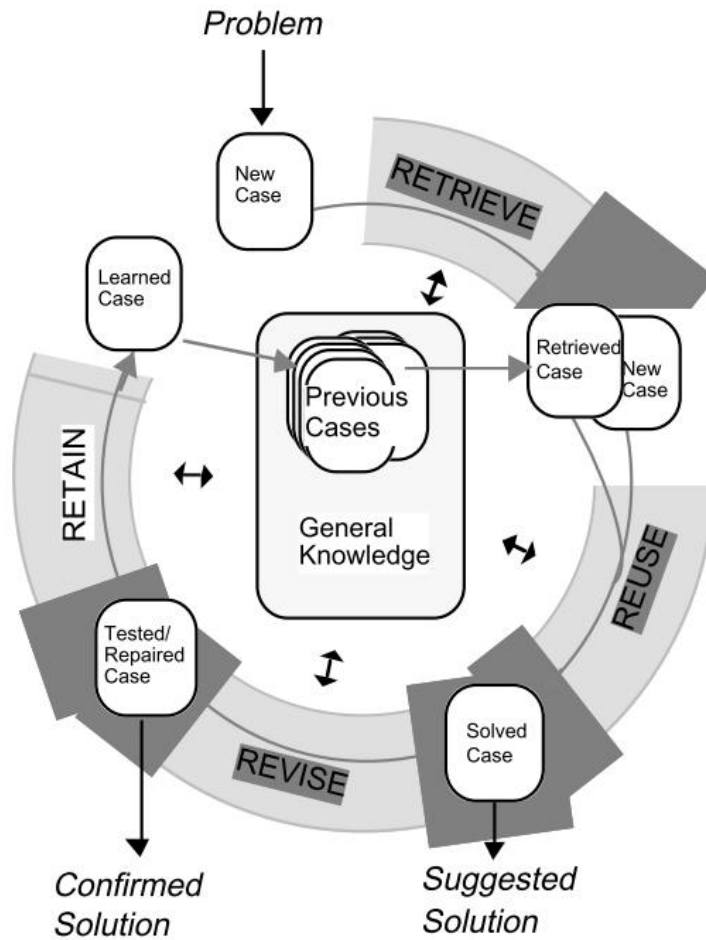 Problem
New
Case
RETRIEVE
Learned
Case
Retrieved
Case
New
Case
Previous
Cases
General
Knowledge
RETAIN
REUSE
Tested/
Repaired
Case
Solved
Case
REVISE
Confirmed
Solution
Suggested
Solution